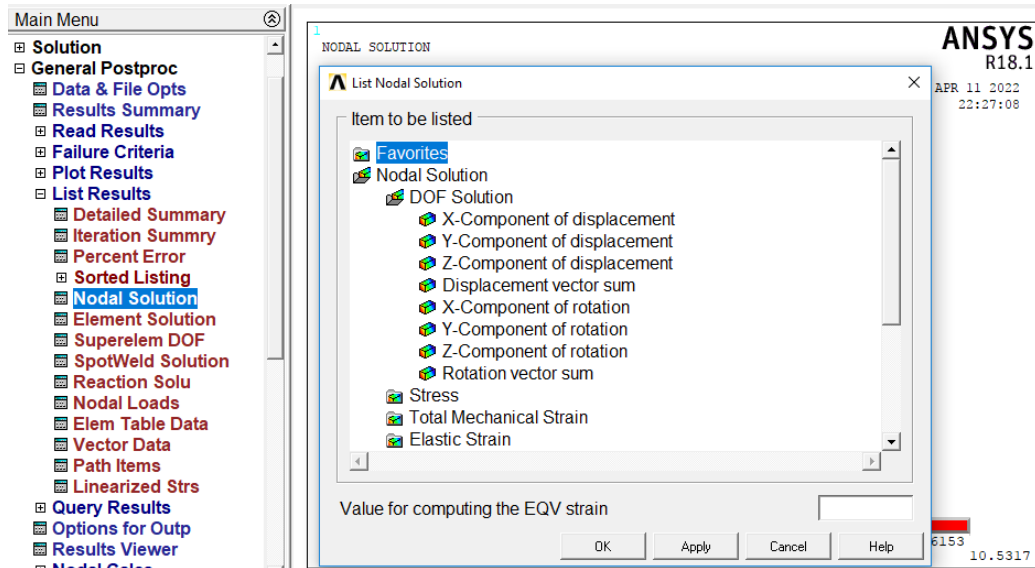 Main Menu
Solution
General Postproc
Data & File Opts
Results Summary
Read Results
Failure Criteria
Plot Results
List Results
Detailed Summary
Iteration Summry
Percent Error
Sorted Listing
Nodal Solution
Element Solution
Superelem DOF
SpotWeld Solution
Reaction Solu
Nodal Loads
Elem Table Data
Vector Data
Path Items
Linearized Strs
Query Results
Options for Outp
Results Viewer
1
NODAL SOLUTION
ANSYS
R18.1
APR 11 2022
22:27:08
List Nodal Solution
Item to be listed
Favorites
Nodal Solution
DOF Solution
X-Component of displacement
Y-Component of displacement
Z-Component of displacement
Displacement vector sum
X-Component of rotation
Y-Component of rotation
Z-Component of rotation
Rotation vector sum
Stress
Total Mechanical Strain
Elastic Strain
Value for computing the EQV strain
OK Apply Cancel Help
6153
10.5317